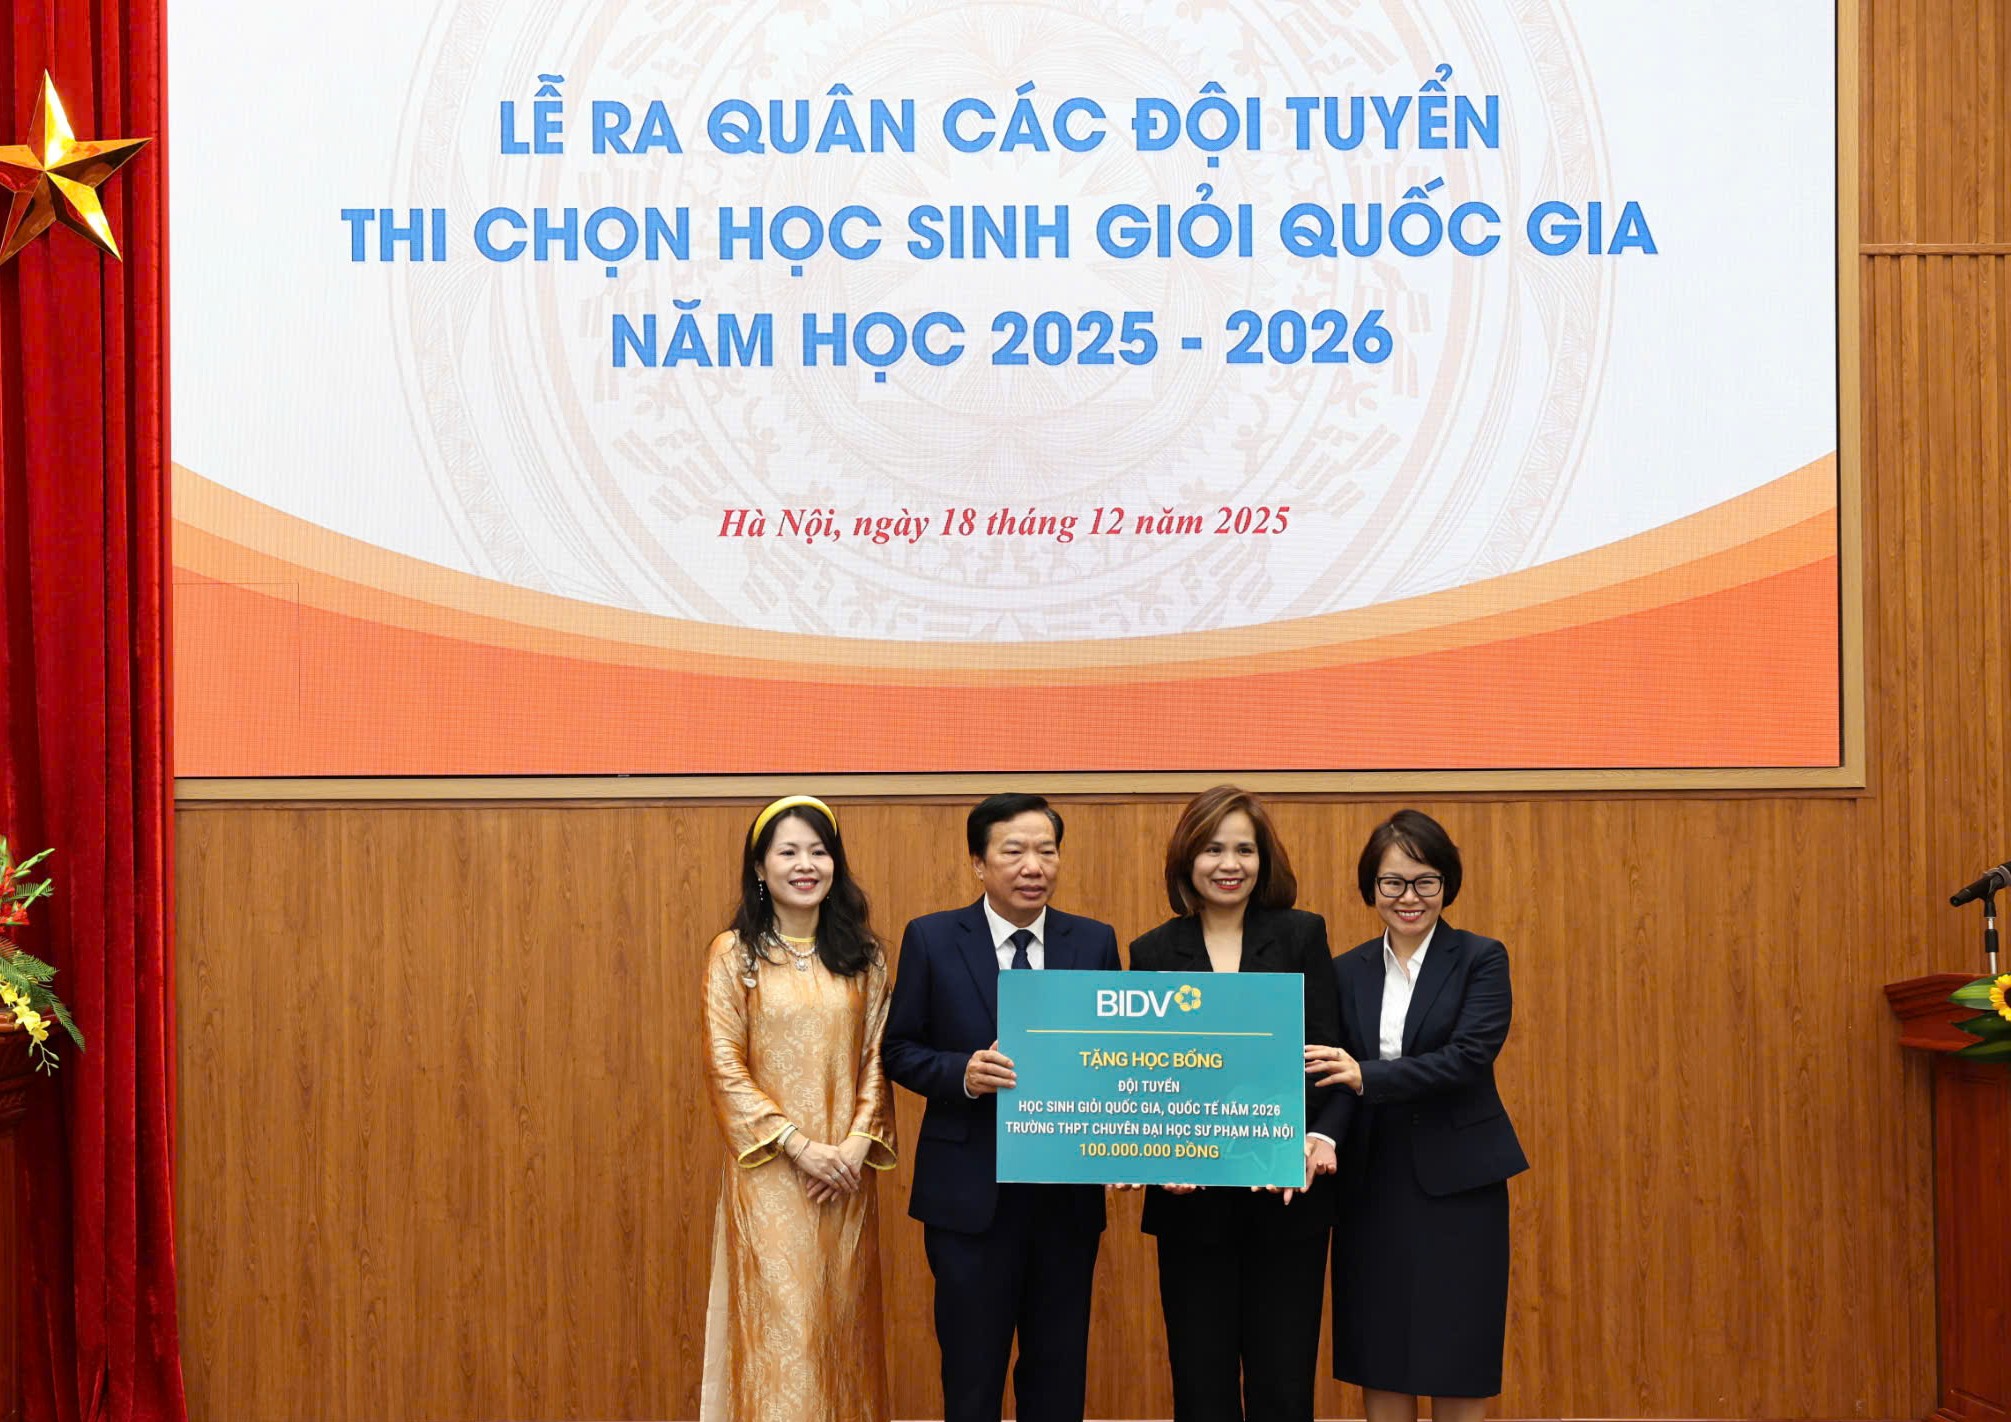 LỄ RA QUÂN CÁC ĐỘI TUYỂN
THI CHỌN HỌC SINH GIỎI QUỐC GIA
NĂM HỌC 2025 - 2026
Hà Nội, ngày 18 tháng 12 năm 2025
BIDV
TẶNG HỌC BỔNG
ĐỘI TUYỂN
HỌC SINH GIỎI QUỐC GIA, QUỐC TẾ NĂM 2026
TRƯỜNG THPT CHUYÊN ĐẠI HỌC SƯ PHẠM HÀ NỘI
100.000.000 ĐỒNG